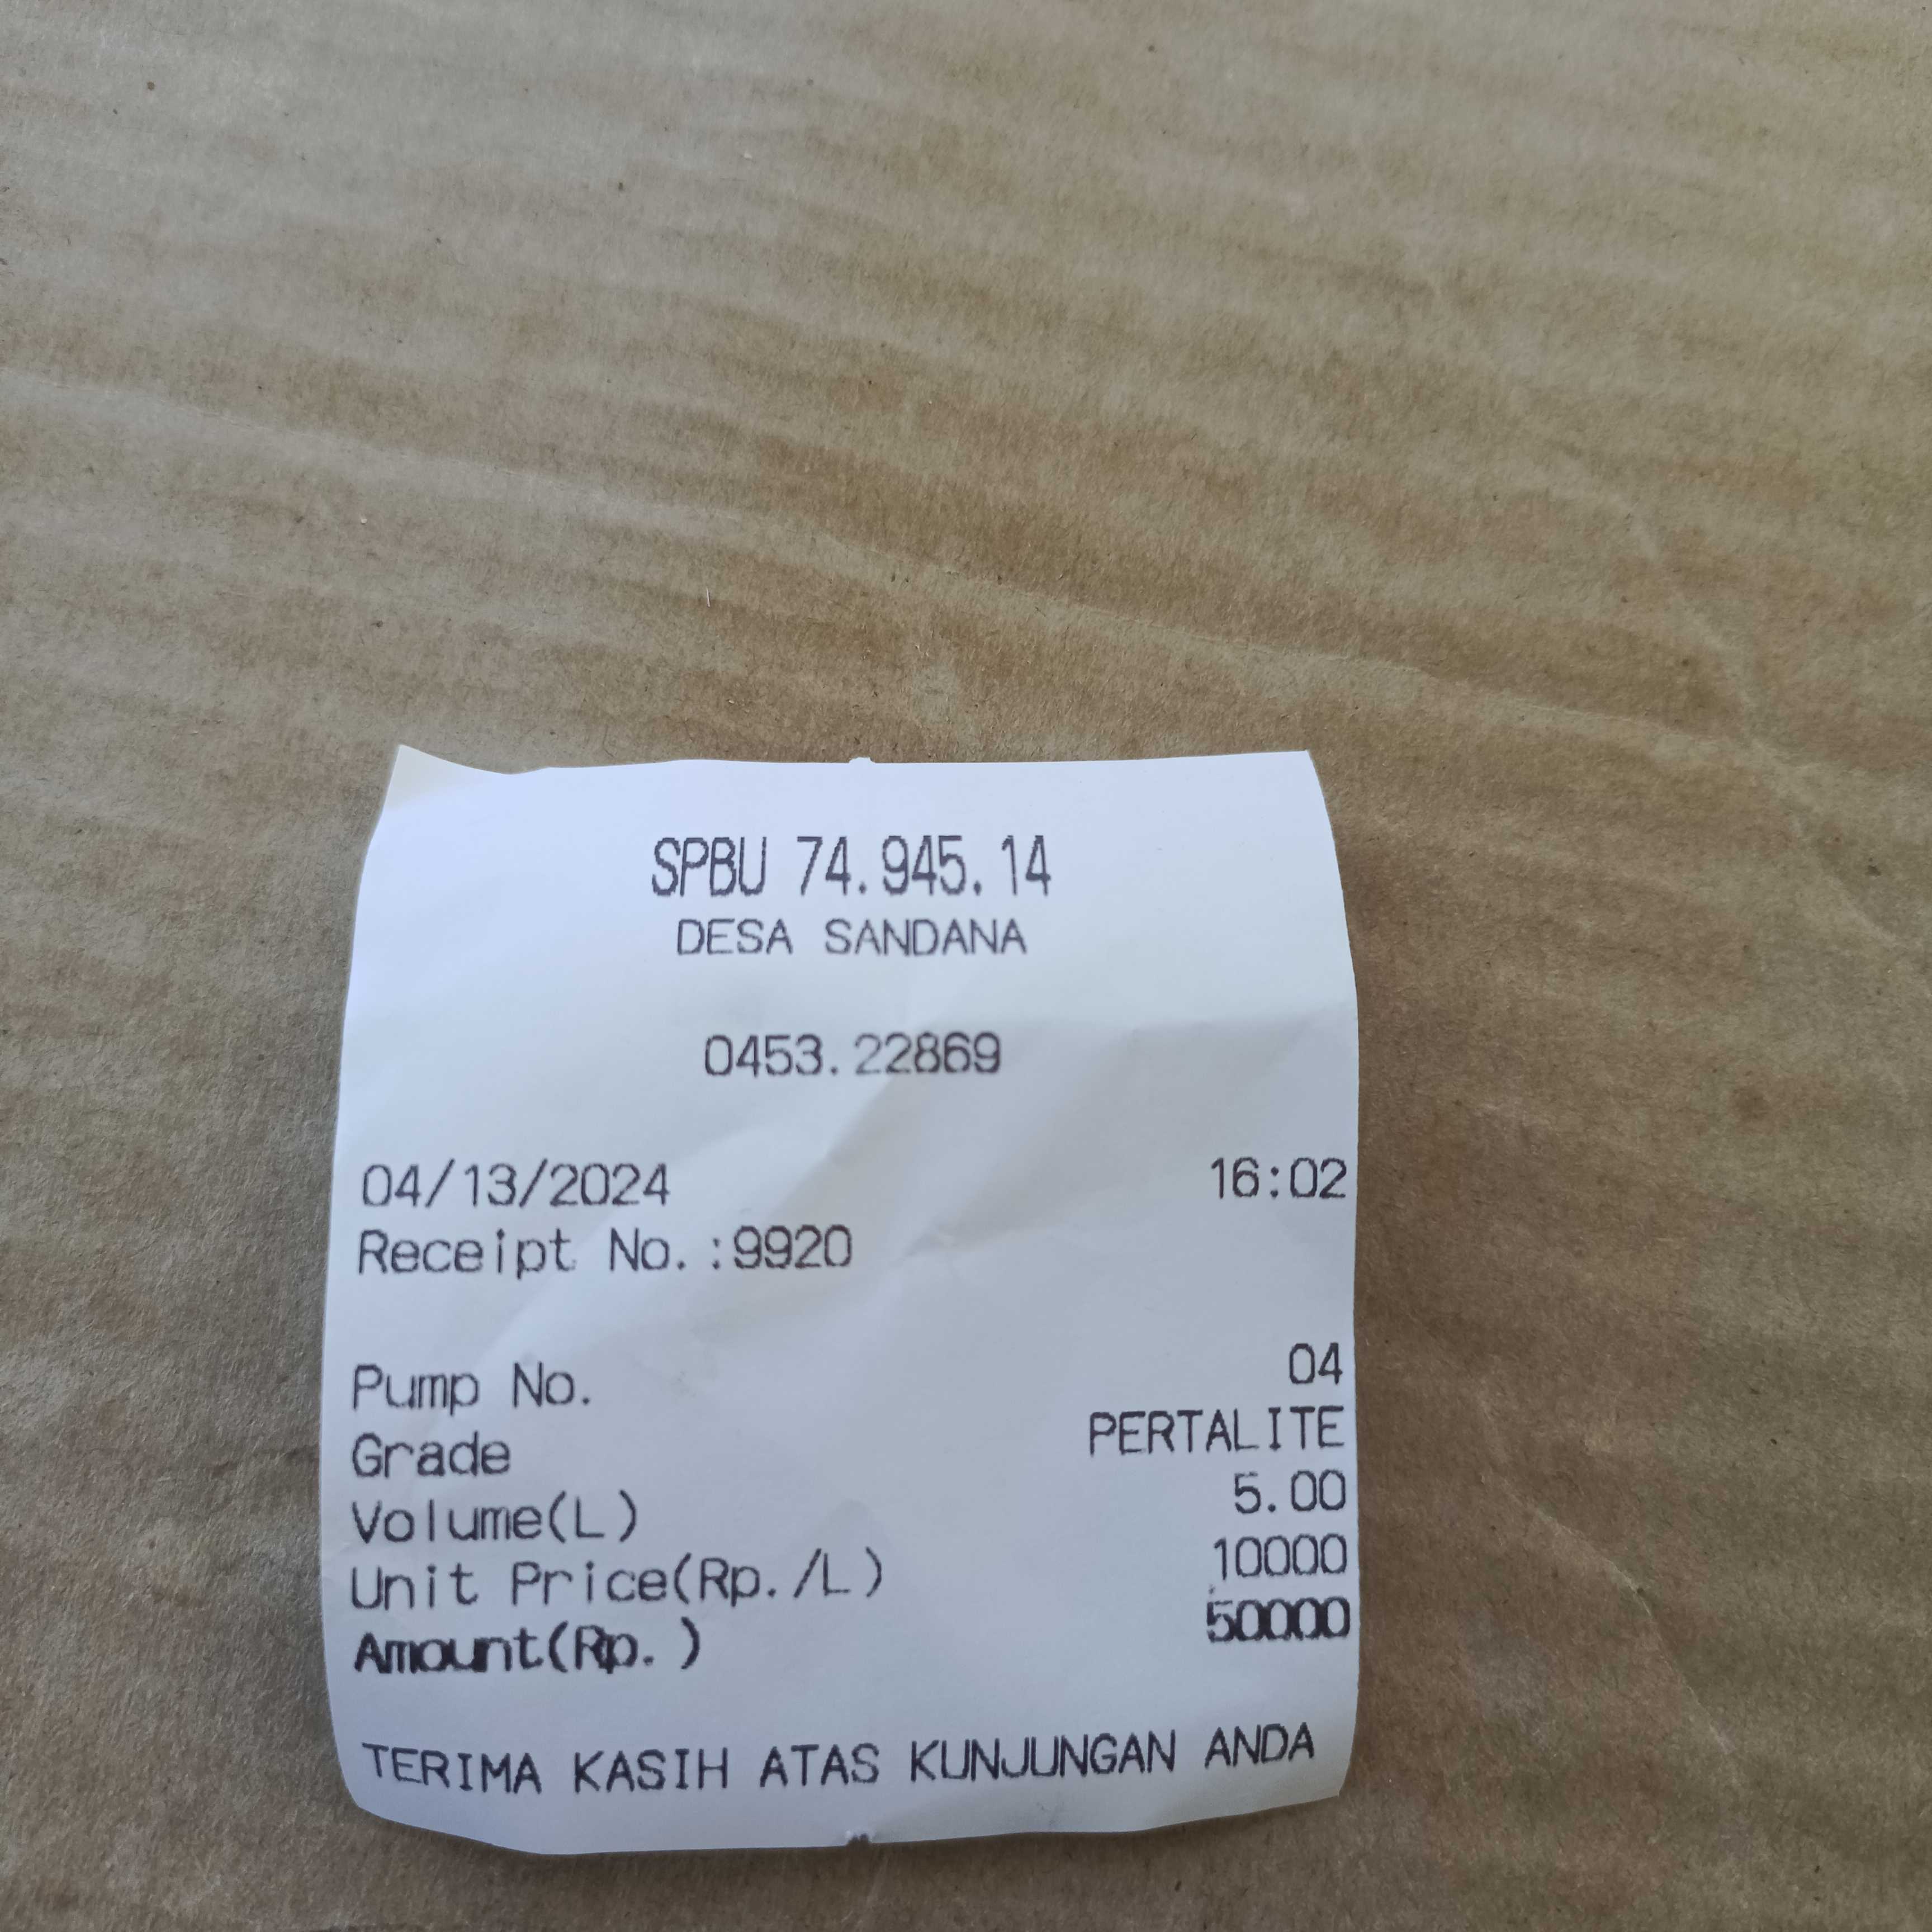 SPBU 74.945.14
DESA SANDANA
0453.22869
04/13/2024 16:02
Receipt No.:9920
Pump No. 04
Grade PERTALITE
Volume(L) 5.00
Unit Price(Rp./L) 10000
Amount(Rp.) 50000
TERIMA KASIH ATAS KUNJUNGAN ANDA